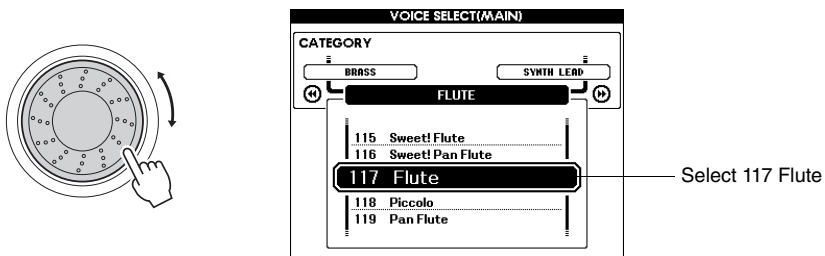 VOICE SELECT(MAIN)
CATEGORY
BRASS
SYNTH LEAD
FLUTE
115 Sweet! Flute
116 Sweet! Pan Flute
117 Flute
Select 117 Flute
118 Piccolo
119 Pan Flute